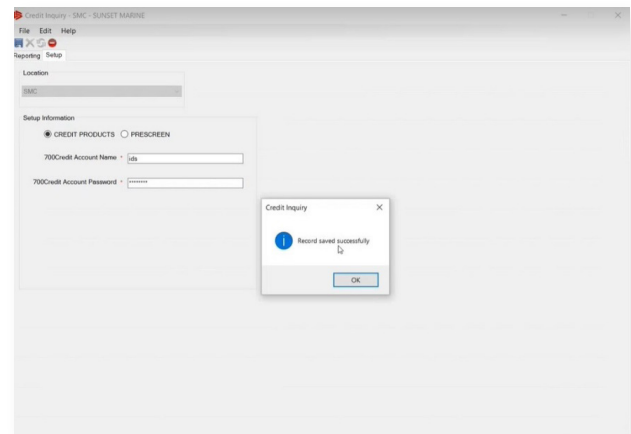 Credit Inquiry - SMC - SUNSET MARINE
File Edit Help
Reporting Setup
Location
SMC
Setup Information
CREDIT PRODUCTS PRESCREEN
700Credit Account Name * ids
700Credit Account Password * ••••••••
Credit Inquiry
Record saved successfully
OK